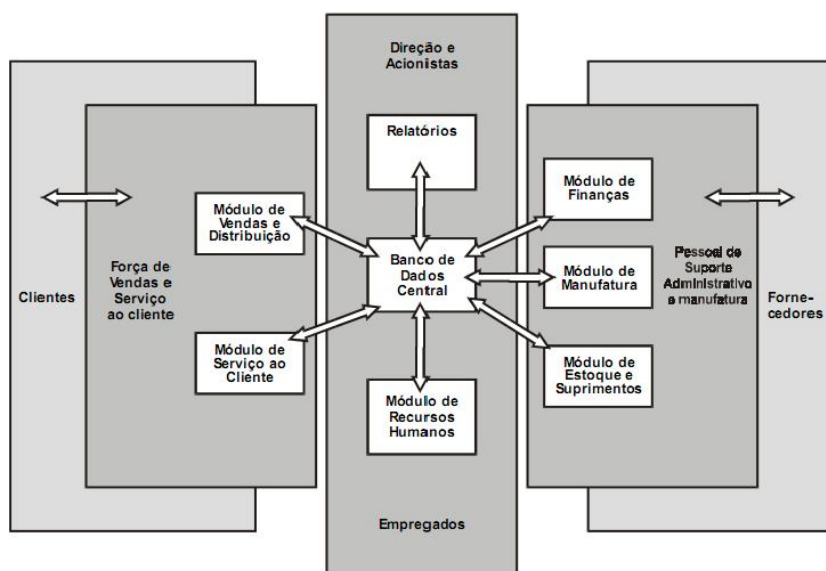 Direção e
Acionistas
Relatórios
Módulo de
Finanças
Módulo de
Vendas e
Distribuição
Banco de
Dados
Central
Módulo de
Manufatura
Pessoal de
Suporte
Administrativo
e manufatura
Força de
Vendas e
Serviço
ao cliente
Clientes
Forne-
cedores
Módulo de
Serviço ao
Cliente
Módulo de
Recursos
Humanos
Módulo de
Estoque e
Suprimentos
Empregados